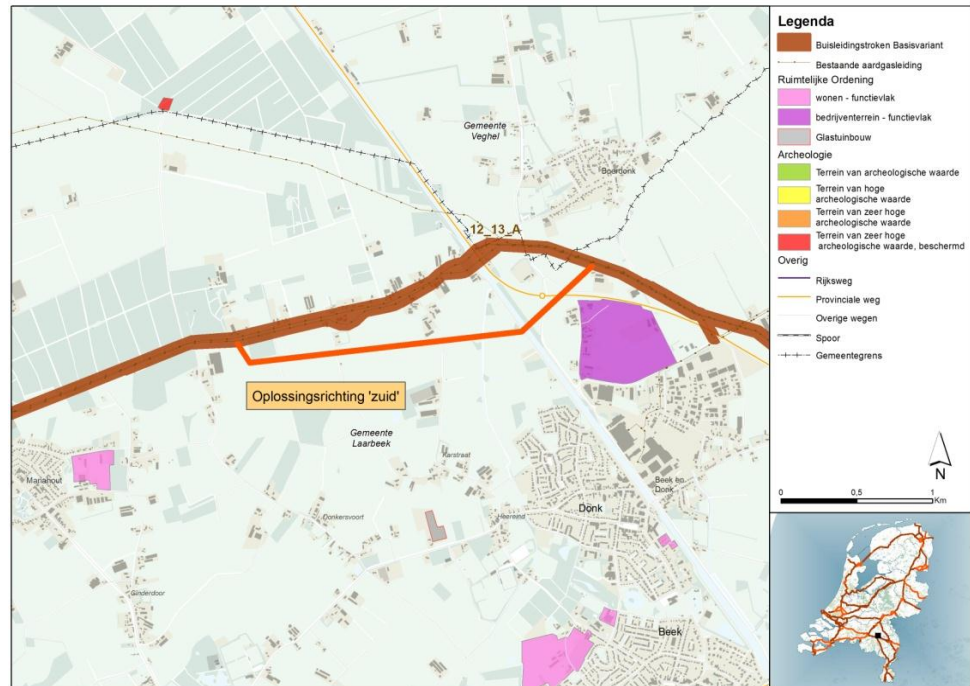 Gemeente
Veghel
Boerdonk
12_13_A
Oplossingsrichting 'zuid'
Gemeente
Laarbeek
Mariahout
Karstraat
Donkersvoort
Heereind
Donk
Beek en
Donk
Ginderdoor
Beek
Legenda
Buisleidingstroken Basisvariant
Bestaande aardgasleiding
Ruimtelijke Ordening
wonen - functievlak
bedrijventerrein - functievlak
Glastuinbouw
Archeologie
Terrein van archeologische waarde
Terrein van hoge
archeologische waarde
Terrein van zeer hoge
archeologische waarde
Terrein van zeer hoge
archeologische waarde, beschermd
Overig
Rijksweg
Provinciale weg
Overige wegen
Spoor
Gemeentegrens
N
0 0,5 1
Km